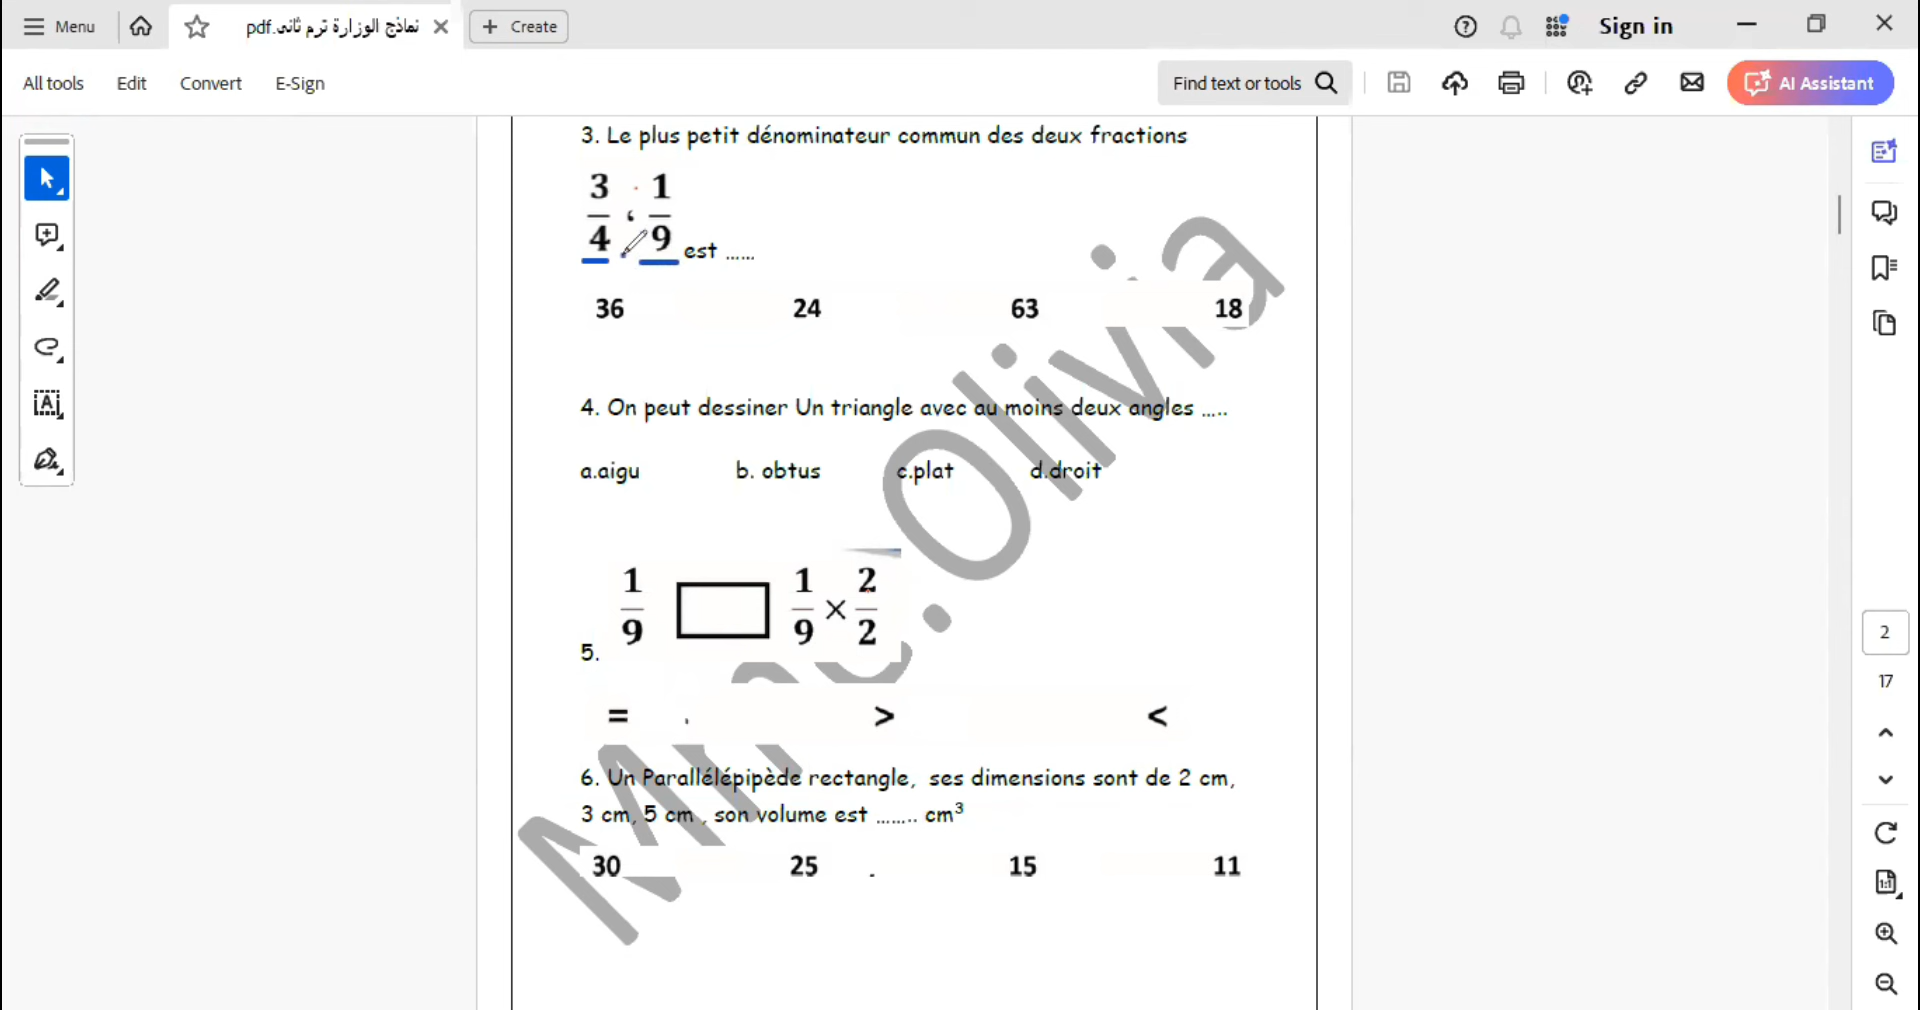 Menu
نماذج الوزارة ترم ثانى.pdf
Create
Sign in
All tools
Edit
Convert
E-Sign
Find text or tools
AI Assistant
3. Le plus petit dénominateur commun des deux fractions
3/4 ، 1/9 est ......
36 24 63 18
4. On peut dessiner Un triangle avec au moins deux angles .....
a.aigu b. obtus c.plat d.droit
5. 1/9 1/9 × 2/2
= > <
6. Un Parallélépipède rectangle, ses dimensions sont de 2 cm,
3 cm, 5 cm , son volume est ........ cm³
30 25 15 11
2
17